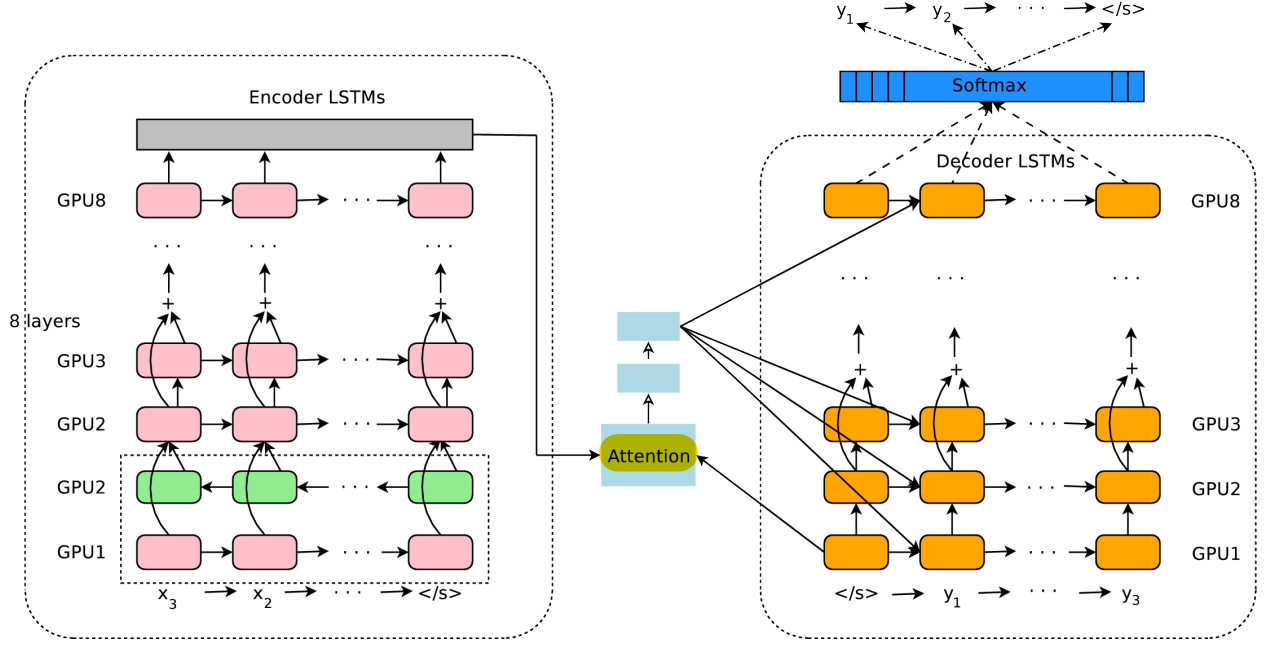 y1 → y2 → · · · → </s>
Softmax
Encoder LSTMs
Decoder LSTMs
GPU8 · · ·
· · · GPU8
· · · · · · · · ·
· · · · · · · · ·
+ + +
8 layers
GPU3 · · ·
+ + +
GPU2 · · ·
· · · GPU3
Attention
GPU2 · · ·
· · · GPU2
GPU1 · · ·
· · · GPU1
x3 → x2 → · · · → </s>
</s> → y1 → · · · → y3